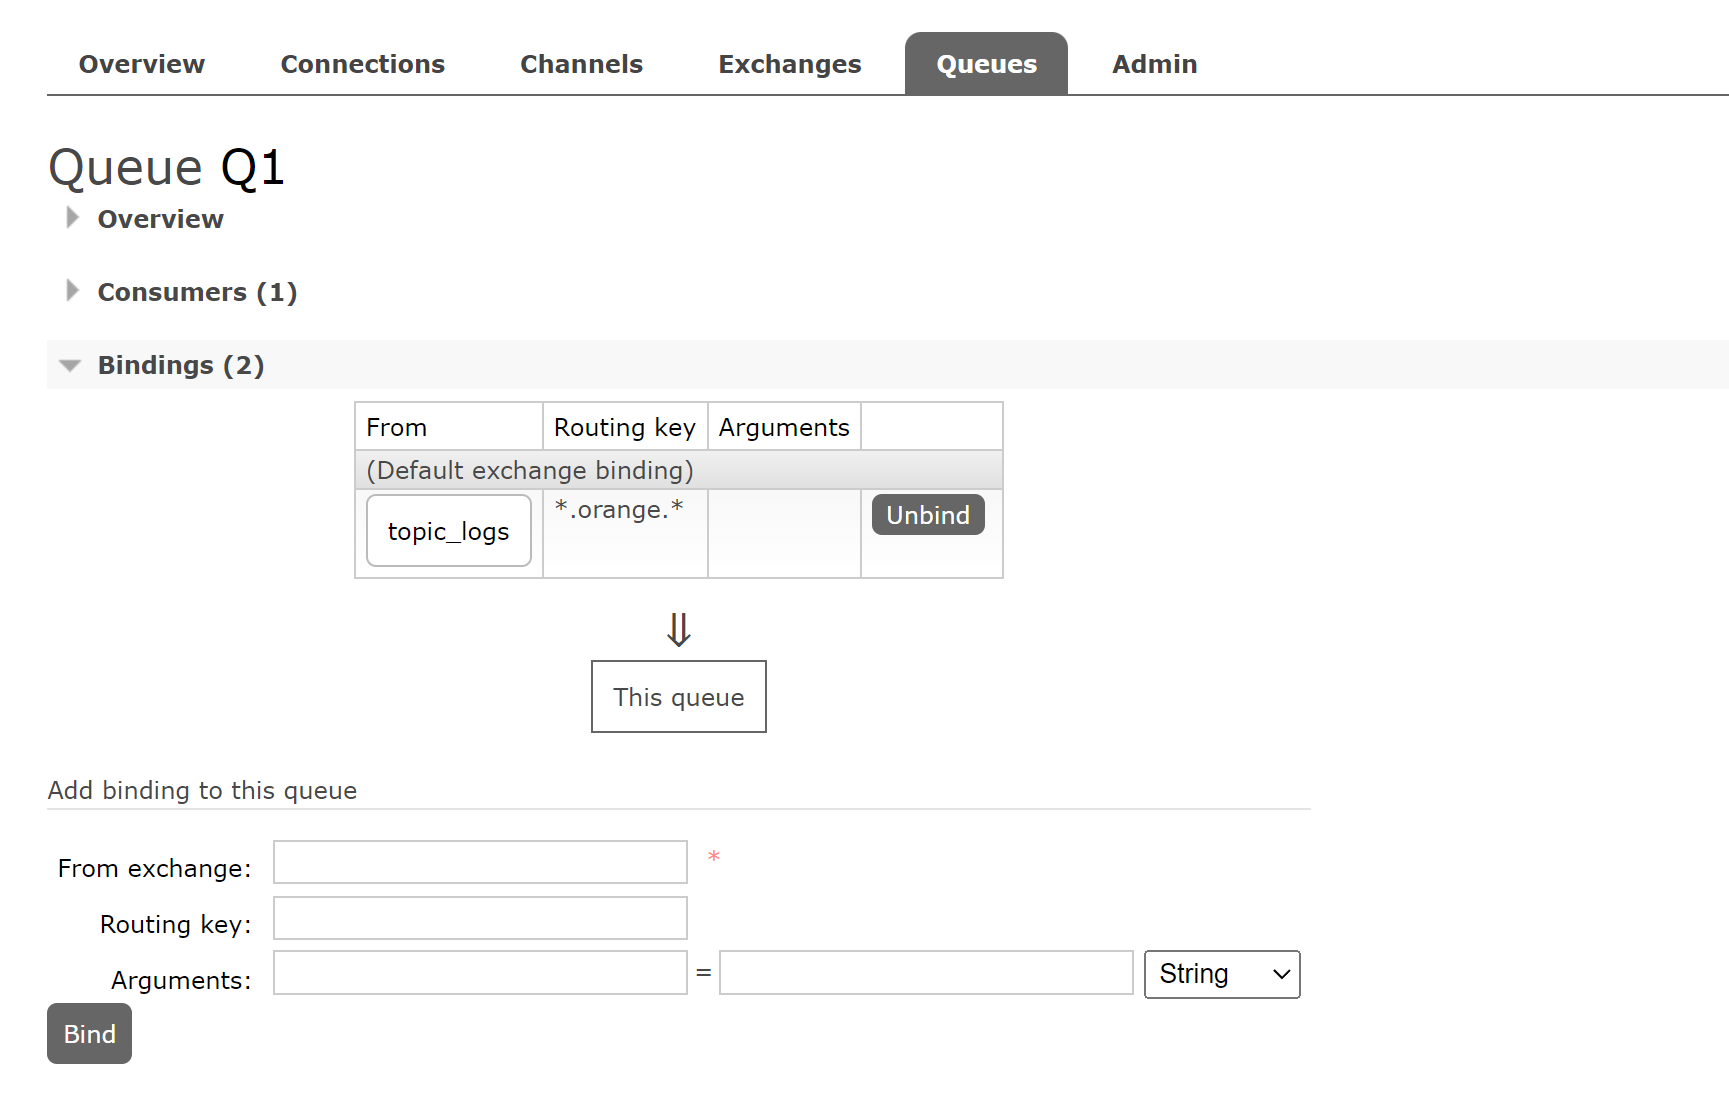 Overview Connections Channels Exchanges Queues Admin
Queue Q1
Overview
Consumers (1)
Bindings (2)
From Routing key Arguments
(Default exchange binding)
topic_logs *.orange.* Unbind
⇓
This queue
Add binding to this queue
From exchange: *
Routing key:
Arguments: = String
Bind